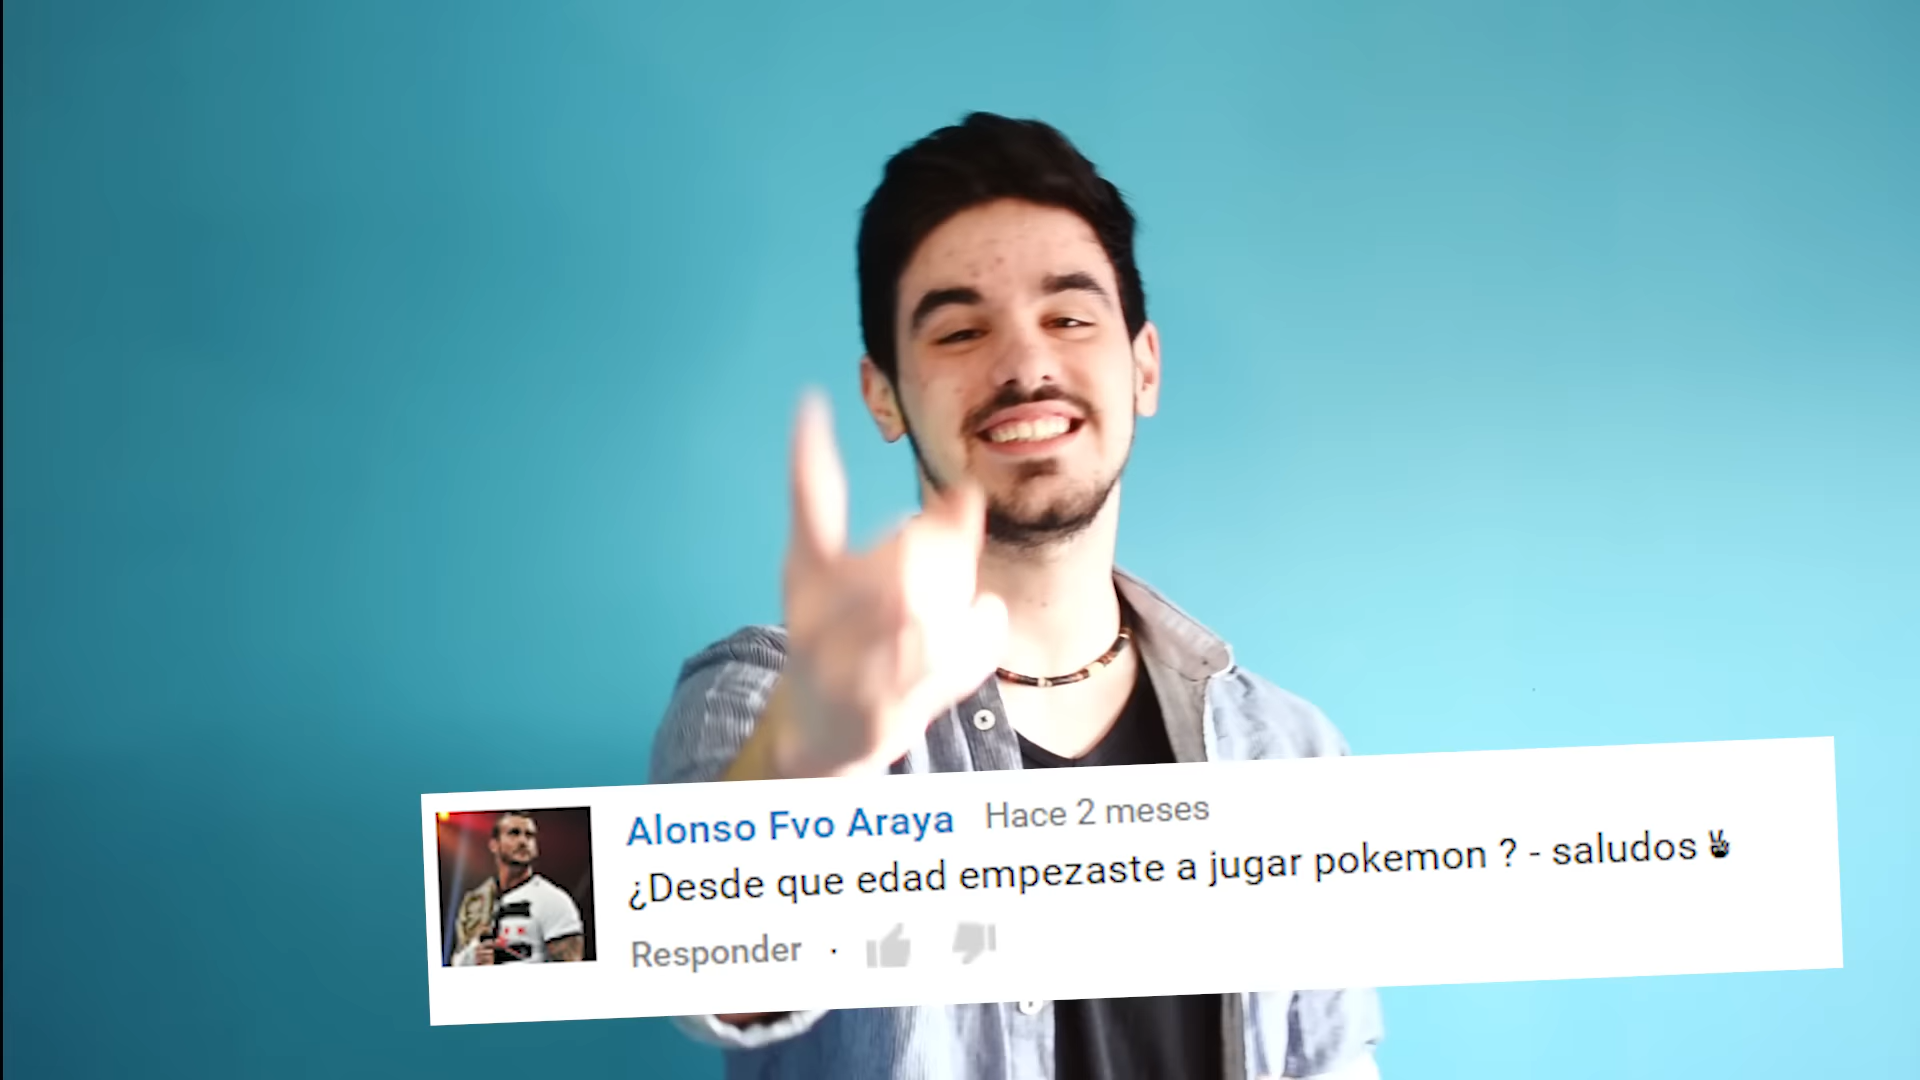 Alonso Fvo Araya Hace 2 meses
¿Desde que edad empezaste a jugar pokemon ? - saludos✌
Responder ·